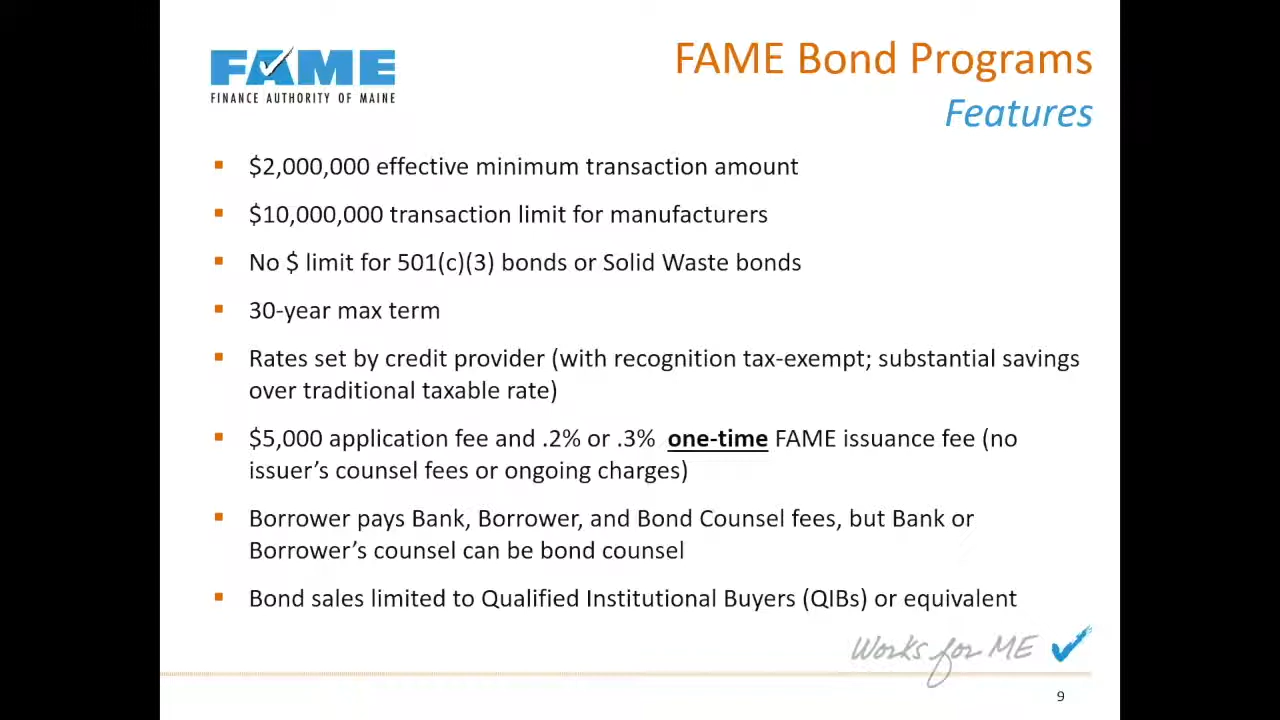 FAME
FINANCE AUTHORITY OF MAINE
FAME Bond Programs
Features
▪ $2,000,000 effective minimum transaction amount
▪ $10,000,000 transaction limit for manufacturers
▪ No $ limit for 501(c)(3) bonds or Solid Waste bonds
▪ 30-year max term
▪ Rates set by credit provider (with recognition tax-exempt; substantial savings
over traditional taxable rate)
▪ $5,000 application fee and .2% or .3% one-time FAME issuance fee (no
issuer’s counsel fees or ongoing charges)
▪ Borrower pays Bank, Borrower, and Bond Counsel fees, but Bank or
Borrower’s counsel can be bond counsel
▪ Bond sales limited to Qualified Institutional Buyers (QIBs) or equivalent
Works for ME
9